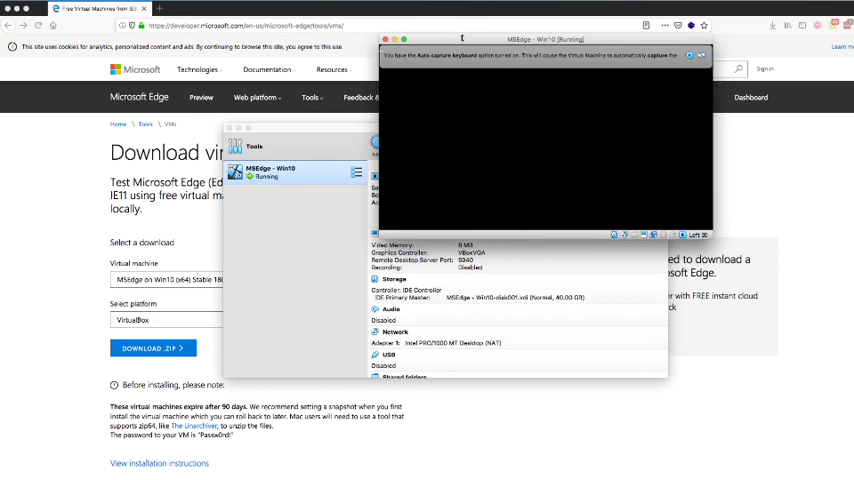 Free Virtual Machines from IE8
https://developer.microsoft.com/en-us/microsoft-edge/tools/vms/
This site uses cookies for analytics, personalized content and ads. By continuing to browse this site, you agree to this use.
Learn
Microsoft
Technologies
Documentation
Resources
Sign in
Microsoft Edge
Preview
Web platform
Tools
Feedback &
Dashboard
Home
Tools
VMs
Download vi
Test Microsoft Edge (Ed
IE11 using free virtual ma
locally.
Select a download
Virtual machine
MSEdge on Win10 (x64) Stable 180
Select platform
VirtualBox
DOWNLOAD .ZIP
Before installing, please note:
These virtual machines expire after 90 days. We recommend setting a snapshot when you first
install the virtual machine which you can roll back to later. Mac users will need to use a tool that
supports zip64, like The Unarchiver, to unzip the files.
The password to your VM is "Passw0rd!"
View installation instructions
Tools
MSEdge - Win10
Running
MSEdge - Win10 [Running]
You have the Auto capture keyboard option turned on. This will cause the Virtual Machine to automatically capture the
Left ⌘
Video Memory: 8 MB
Graphics Controller: VBoxVGA
Remote Desktop Server Port: 5940
Recording: Disabled
Storage
Controller: IDE Controller
IDE Primary Master: MSEdge - Win10-disk001.vdi (Normal, 40.00 GB)
Audio
Disabled
Network
Adapter 1: Intel PRO/1000 MT Desktop (NAT)
USB
Disabled
Shared folders
ed to download a
soft Edge.
er with FREE instant cloud
ck